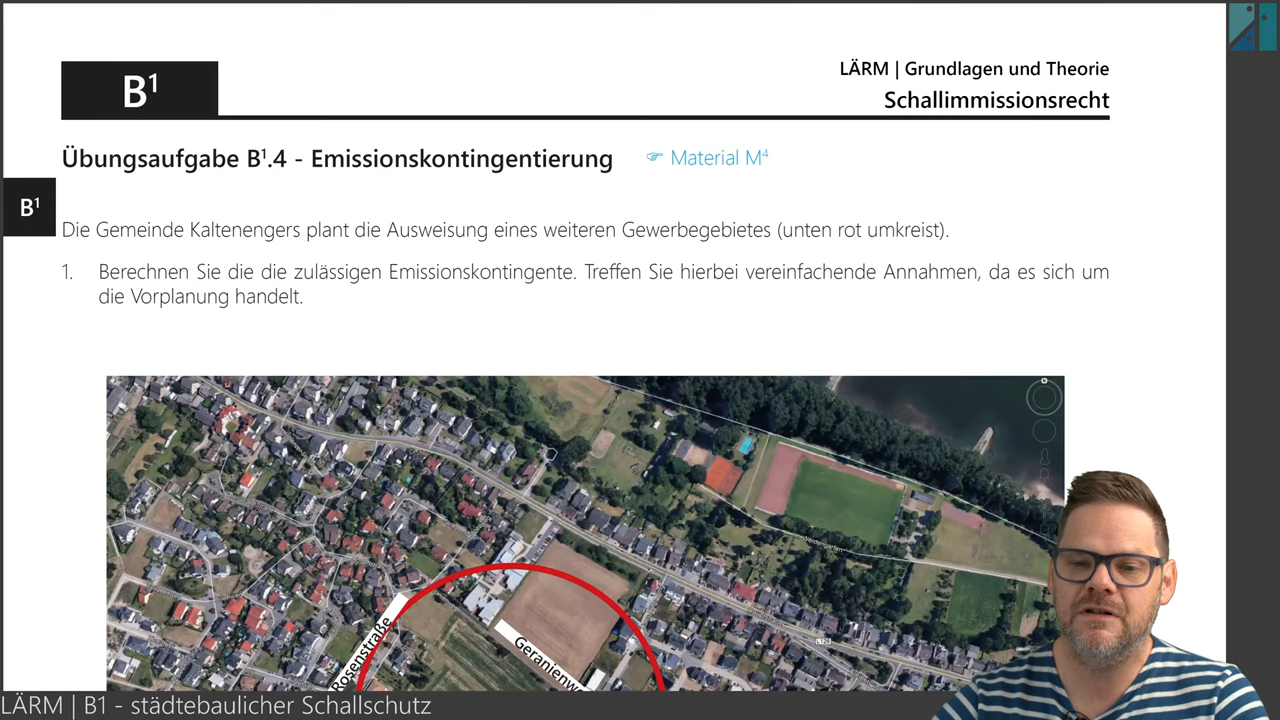 B¹
LÄRM | Grundlagen und Theorie
Schallimmissionsrecht
Übungsaufgabe B¹.4 - Emissionskontingentierung
☞ Material M⁴
B¹
Die Gemeinde Kaltenengers plant die Ausweisung eines weiteren Gewerbegebietes (unten rot umkreist).
1. Berechnen Sie die die zulässigen Emissionskontingente. Treffen Sie hierbei vereinfachende Annahmen, da es sich um
die Vorplanung handelt.
Weidengarten
L126
Rosenstraße
Geranienw
LÄRM | B1 - städtebaulicher Schallschutz